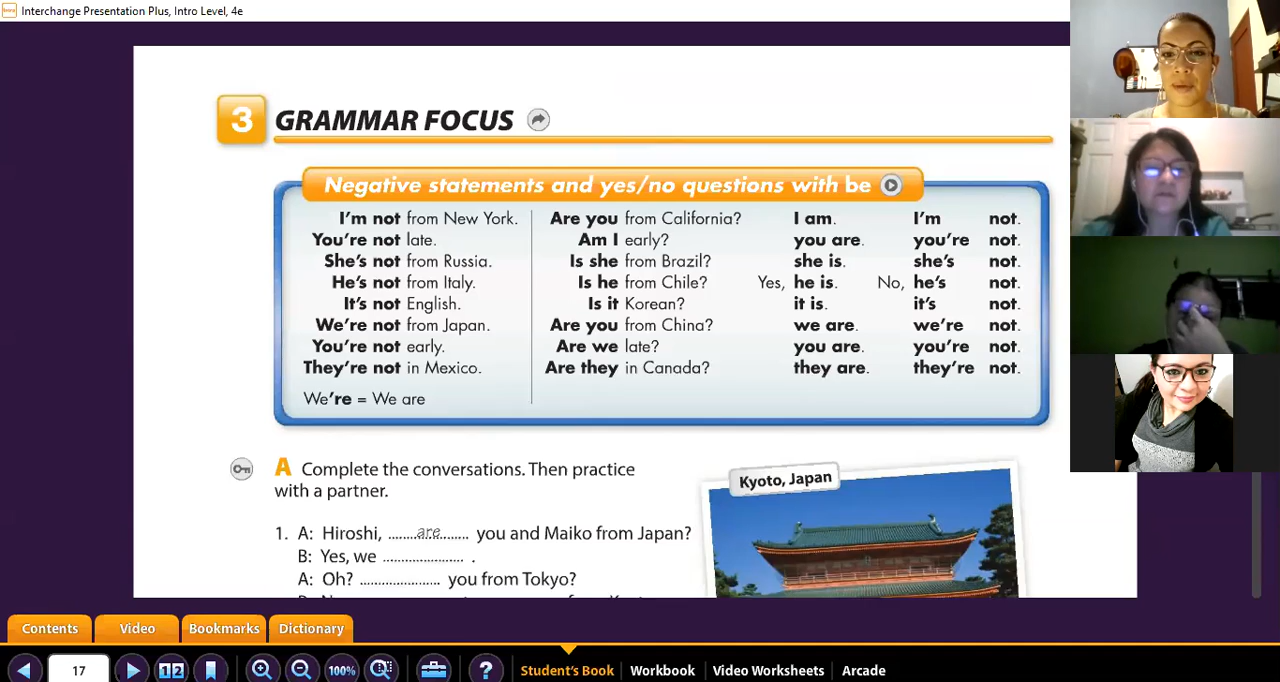 Interchange Presentation Plus, Intro Level, 4e
3 GRAMMAR FOCUS
Negative statements and yes/no questions with be
I'm not from New York. Are you from California? I am. I'm not.
You're not late. Am I early? you are. you're not.
She's not from Russia. Is she from Brazil? she is. she's not.
He's not from Italy. Is he from Chile? Yes, he is. No, he's not.
It's not English. Is it Korean? it is. it's not.
We're not from Japan. Are you from China? we are. we're not.
You're not early. Are we late? you are. you're not.
They're not in Mexico. Are they in Canada? they are. they're not.
We're = We are
A Complete the conversations. Then practice
with a partner.
Kyoto, Japan
1. A: Hiroshi, ........are........ you and Maiko from Japan?
B: Yes, we ...................... .
A: Oh? ...................... you from Tokyo?
Contents Video Bookmarks Dictionary
17 12 100% ? Student's Book Workbook Video Worksheets Arcade